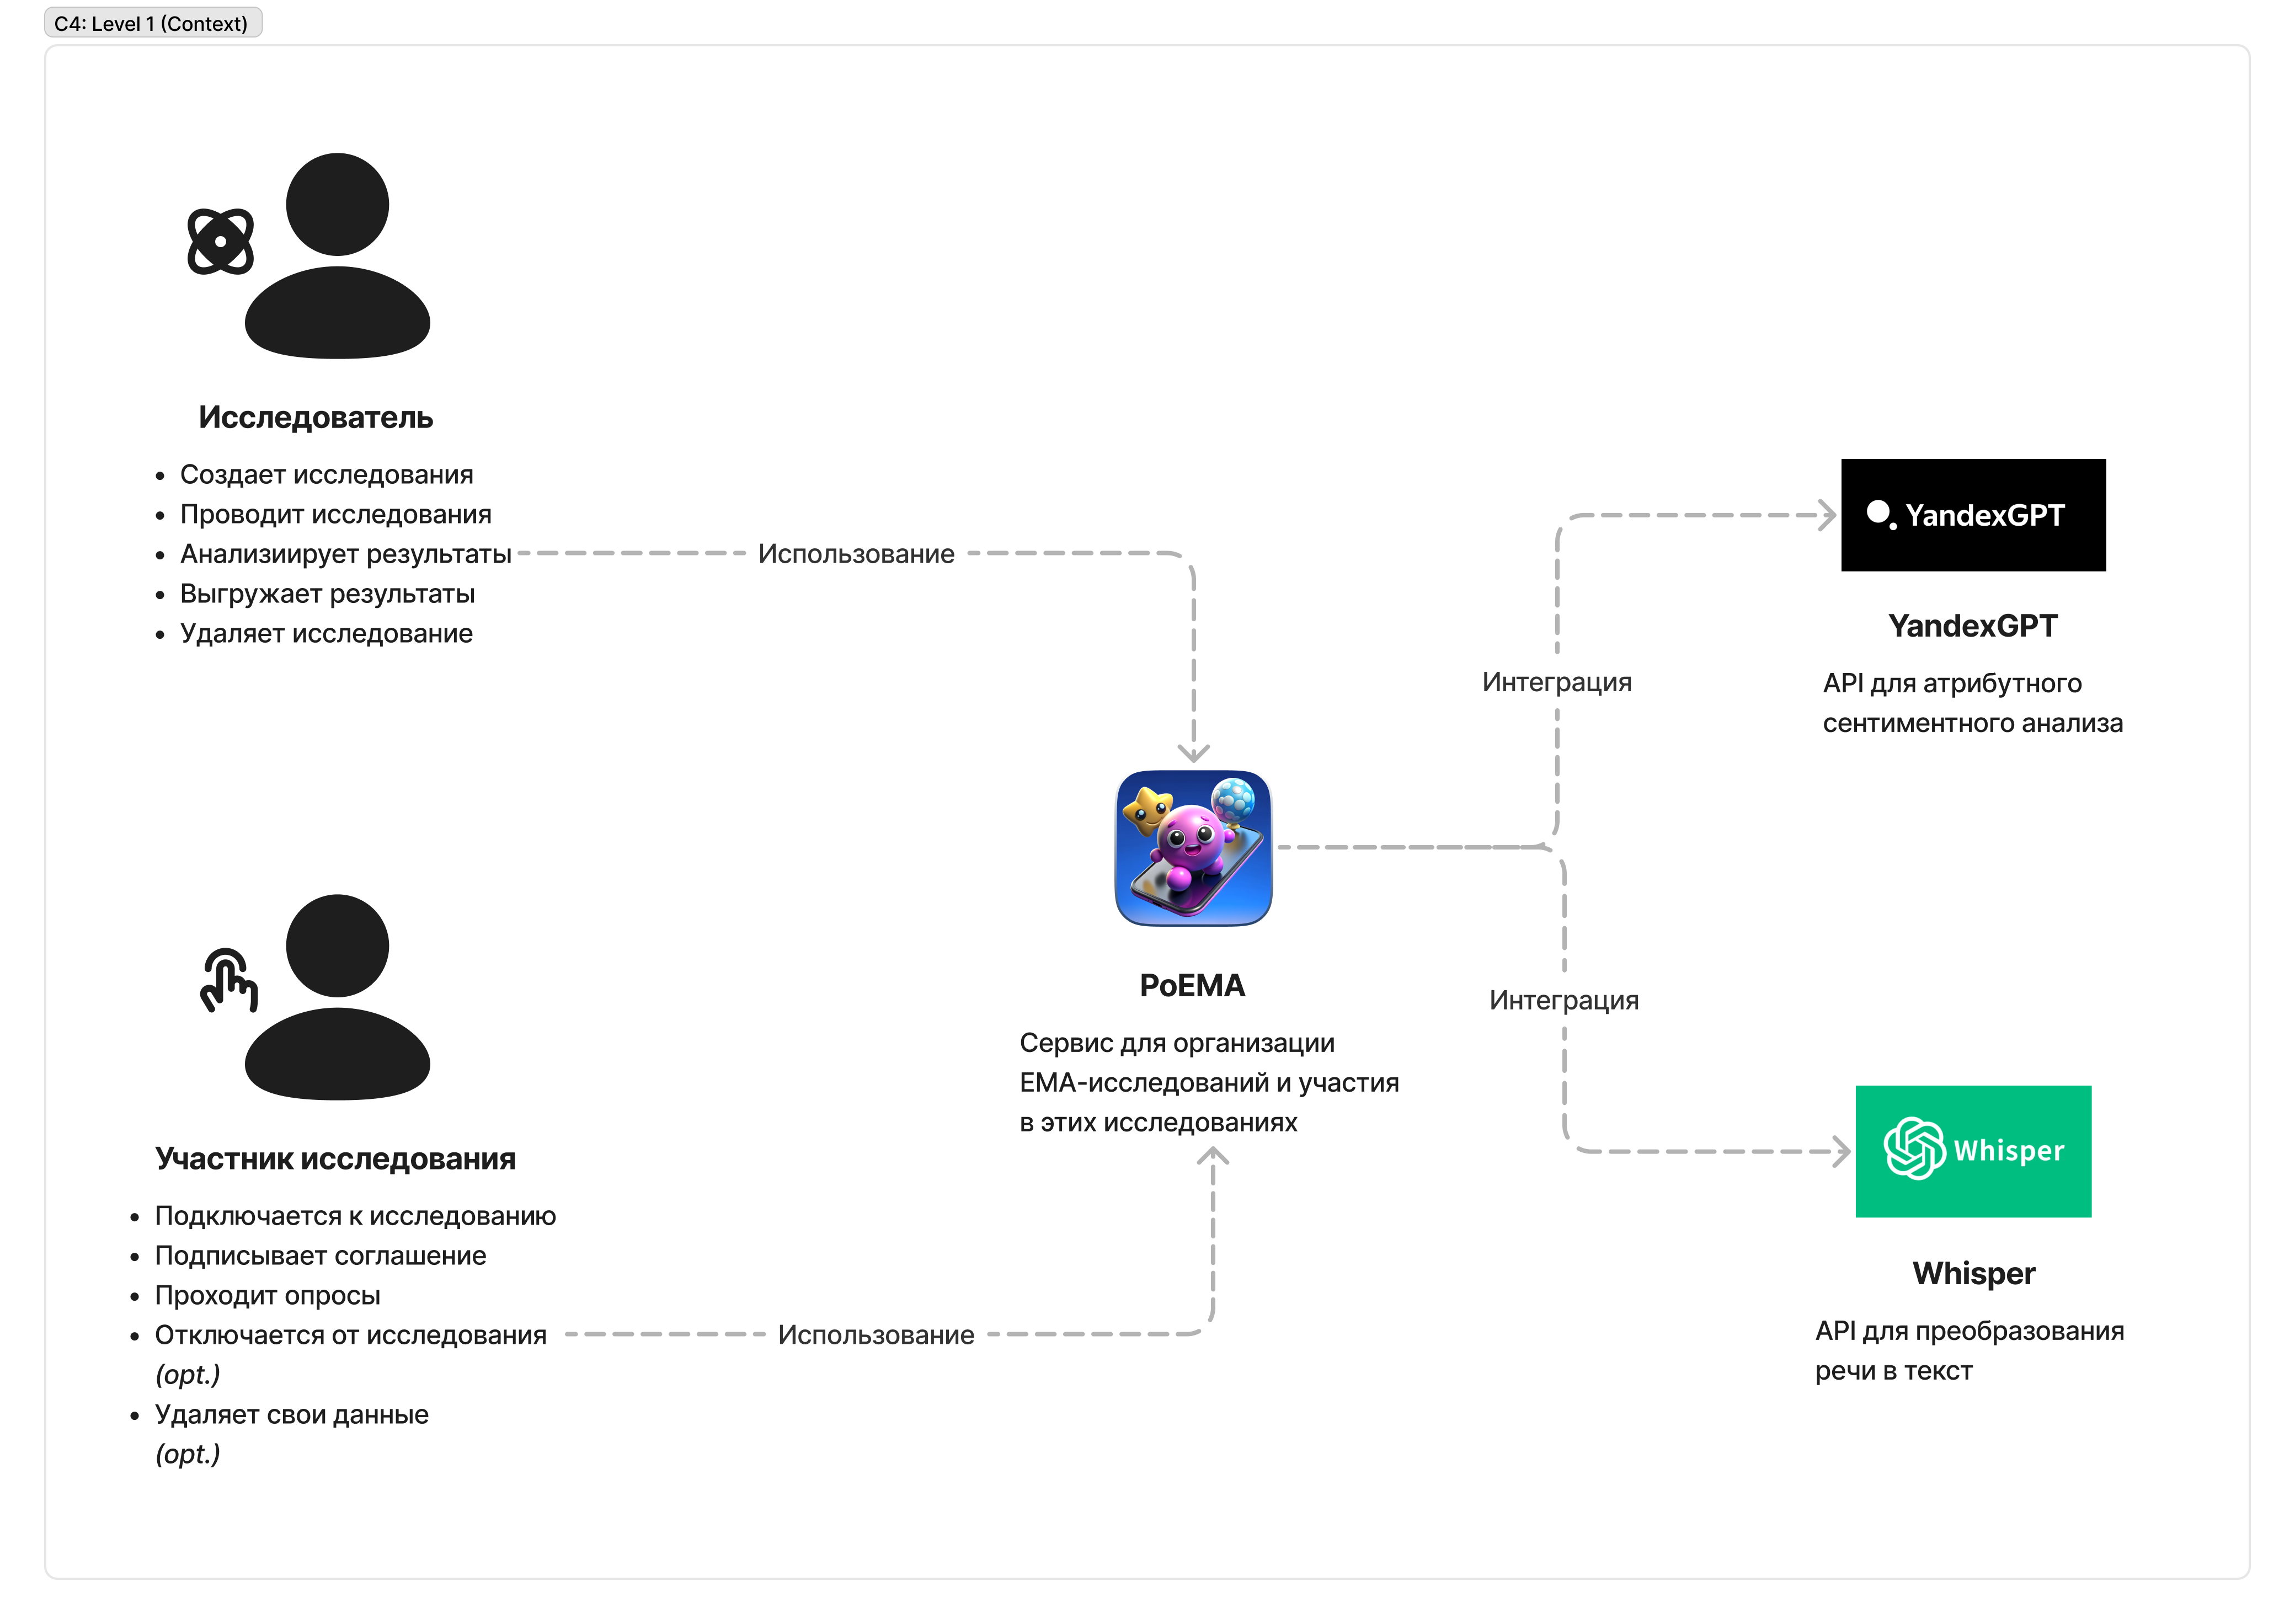 C4: Level 1 (Context)
Исследователь
• Создает исследования
• Проводит исследования
• Анализиирует результаты
• Выгружает результаты
• Удаляет исследование
Использование
Участник исследования
• Подключается к исследованию
• Подписывает соглашение
• Проходит опросы
• Отключается от исследования
(opt.)
• Удаляет свои данные
(opt.)
Использование
PoEMA
Сервис для организации
EMA-исследований и участия
в этих исследованиях
Интеграция
Интеграция
YandexGPT
YandexGPT
API для атрибутного
сентиментного анализа
Whisper
Whisper
API для преобразования
речи в текст